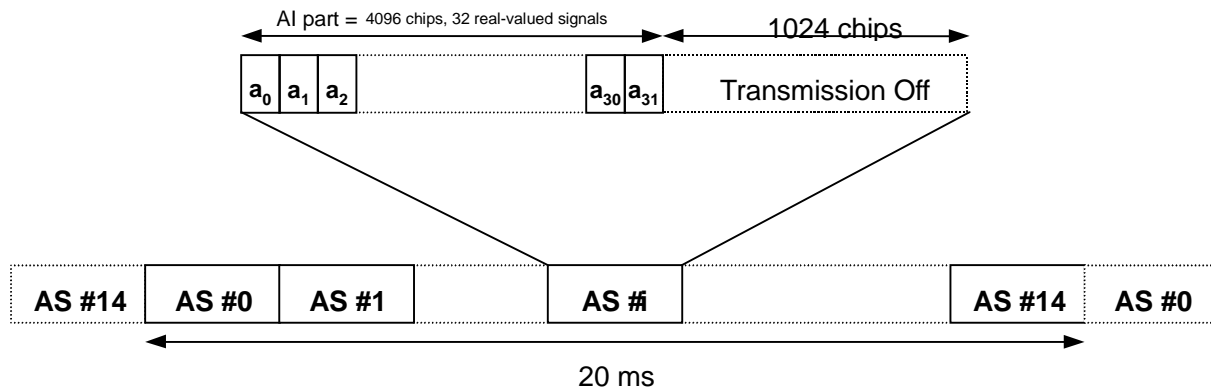 AI part = 4096 chips, 32 real-valued signals
1024 chips
a0 a1 a2 a30 a31 Transmission Off
AS #14 AS #0 AS #1 AS #i AS #14 AS #0
20 ms